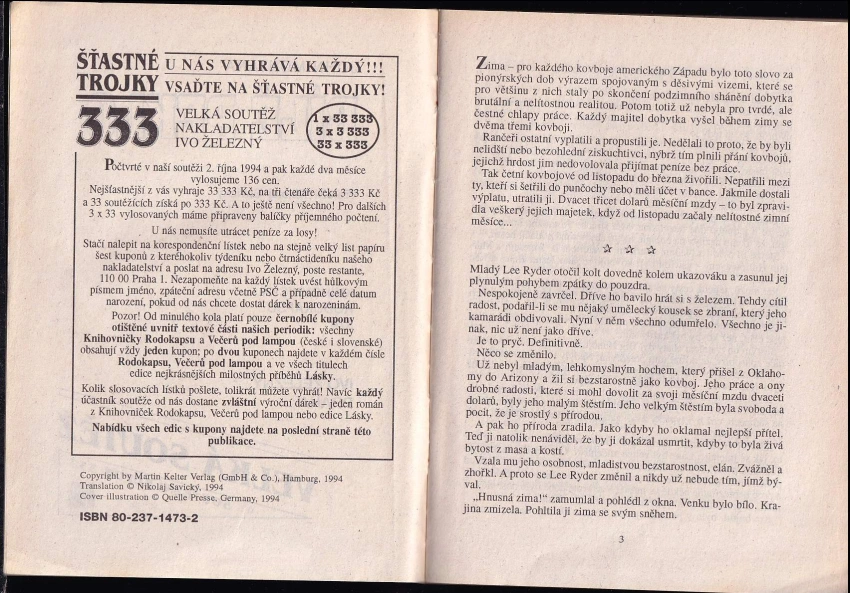 ŠŤASTNÉ
TROJKY
333
U NÁS VYHRÁVÁ KAŽDÝ!!!
VSAĎTE NA ŠŤASTNÉ TROJKY!
VELKÁ SOUTĚŽ
NAKLADATELSTVÍ
IVO ŽELEZNÝ
1 x 33 333
3 x 3 333
33 x 333
Počtvrté v naší soutěži 2. října 1994 a pak každé dva měsíce
vylosujeme 136 cen.
Nejšťastnější z vás vyhraje 33 333 Kč, na tři čtenáře čeká 3 333 Kč
a 33 soutěžících získá po 333 Kč. A to ještě není všechno! Pro dalších
3 x 33 vylosovaných máme připraveny balíčky příjemného počtení.
U nás nemusíte utrácet peníze za losy!
Stačí nalepit na korespondenční lístek nebo na stejně velký list papíru
šest kuponů z kteréhokoliv týdeníku nebo čtrnáctideníku našeho
nakladatelství a poslat na adresu Ivo Železný, poste restante,
110 00 Praha 1. Nezapomeňte na každý lístek uvést hůlkovým
písmem jméno, zpáteční adresu včetně PSČ a případně celé datum
narození, pokud od nás chcete dostat dárek k narozeninám.
Pozor! Od minulého kola platí pouze černobílé kupony
otištěné uvnitř textové části našich periodik: všechny
Knihovničky Rodokapsu a Večerů pod lampou (české i slovenské)
obsahují vždy jeden kupon; po dvou kuponech najdete v každém čísle
Rodokapsu, Večerů pod lampou a ve všech titulech
edice nejkrásnějších milostných příběhů Lásky.
Kolik slosovacích lístků pošlete, tolikrát můžete vyhrát! Navíc každý
účastník soutěže od nás dostane zvláštní výroční dárek – jeden román
z Knihovniček Rodokapsu, Večerů pod lampou nebo edice Lásky.
Nabídku všech edic s kupony najdete na poslední straně této
publikace.
Copyright by Martin Kelter Verlag (GmbH & Co.), Hamburg, 1994
Translation © Nikolaj Savický, 1994
Cover illustration © Quelle Presse, Germany, 1994
ISBN 80-237-1473-2
Zima – pro každého kovboje amerického Západu bylo toto slovo za
pionýrských dob výrazem spojovaným s děsivými vizemi, které se
pro většinu z nich staly po skončení podzimního shánění dobytka
brutální a nelítostnou realitou. Potom totiž už nebyla pro tvrdé, ale
čestné chlapy práce. Každý majitel dobytka vyšel během zimy se
dvěma třemi kovboji.
Rančeři ostatní vyplatili a propustili je. Nedělali to proto, že by byli
nelidští nebo bezohlední ziskuchtivci, nýbrž tím plnili přání kovbojů,
jejichž hrdost jim nedovolovala přijímat peníze bez práce.
Tak četní kovbojové od listopadu do března živořili. Nepatřili mezi
ty, kteří si šetřili do punčochy nebo měli účet v bance. Jakmile dostali
výplatu, utratili ji. Dvacet třicet dolarů měsíční mzdy – to byl zpravi-
dla veškerý jejich majetek, když od listopadu začaly nelítostné zimní
měsíce...
Mladý Lee Ryder otočil kolt dovedně kolem ukazováku a zasunul jej
plynulým pohybem zpátky do pouzdra.
Nespokojeně zavrčel. Dříve ho bavilo hrát si s železem. Tehdy cítil
radost, podařil-li se mu nějaký umělecký kousek se zbraní, který jeho
kamarádi obdivovali. Nyní v něm všechno odumřelo. Všechno je ji-
nak, nic už není jako dříve.
Je to pryč. Definitivně.
Něco se změnilo.
Už nebyl mladým, lehkomyslným hochem, který přišel z Oklaho-
my do Arizony a žil si bezstarostně jako kovboj. Jeho práce a ony
drobné radosti, které si mohl dovolit za svoji měsíční mzdu dvaceti
dolarů, byly jeho malým štěstím. Jeho velkým štěstím byla svoboda a
pocit, že je srostlý s přírodou.
A pak ho příroda zradila. Jako kdyby ho oklamal nejlepší přítel.
Teď ji natolik nenáviděl, že by ji dokázal usmrtit, kdyby to byla živá
bytost z masa a kostí.
Vzala mu jeho osobnost, mladistvou bezstarostnost, elán. Zvážněl a
zhořkl. A proto se Lee Ryder změnil a nikdy už nebude tím, jímž bý-
val.
„Hnusná zima!“ zamumlal a pohlédl z okna. Venku bylo bílo. Kra-
jina zmizela. Pohltila ji zima se svým sněhem.
3